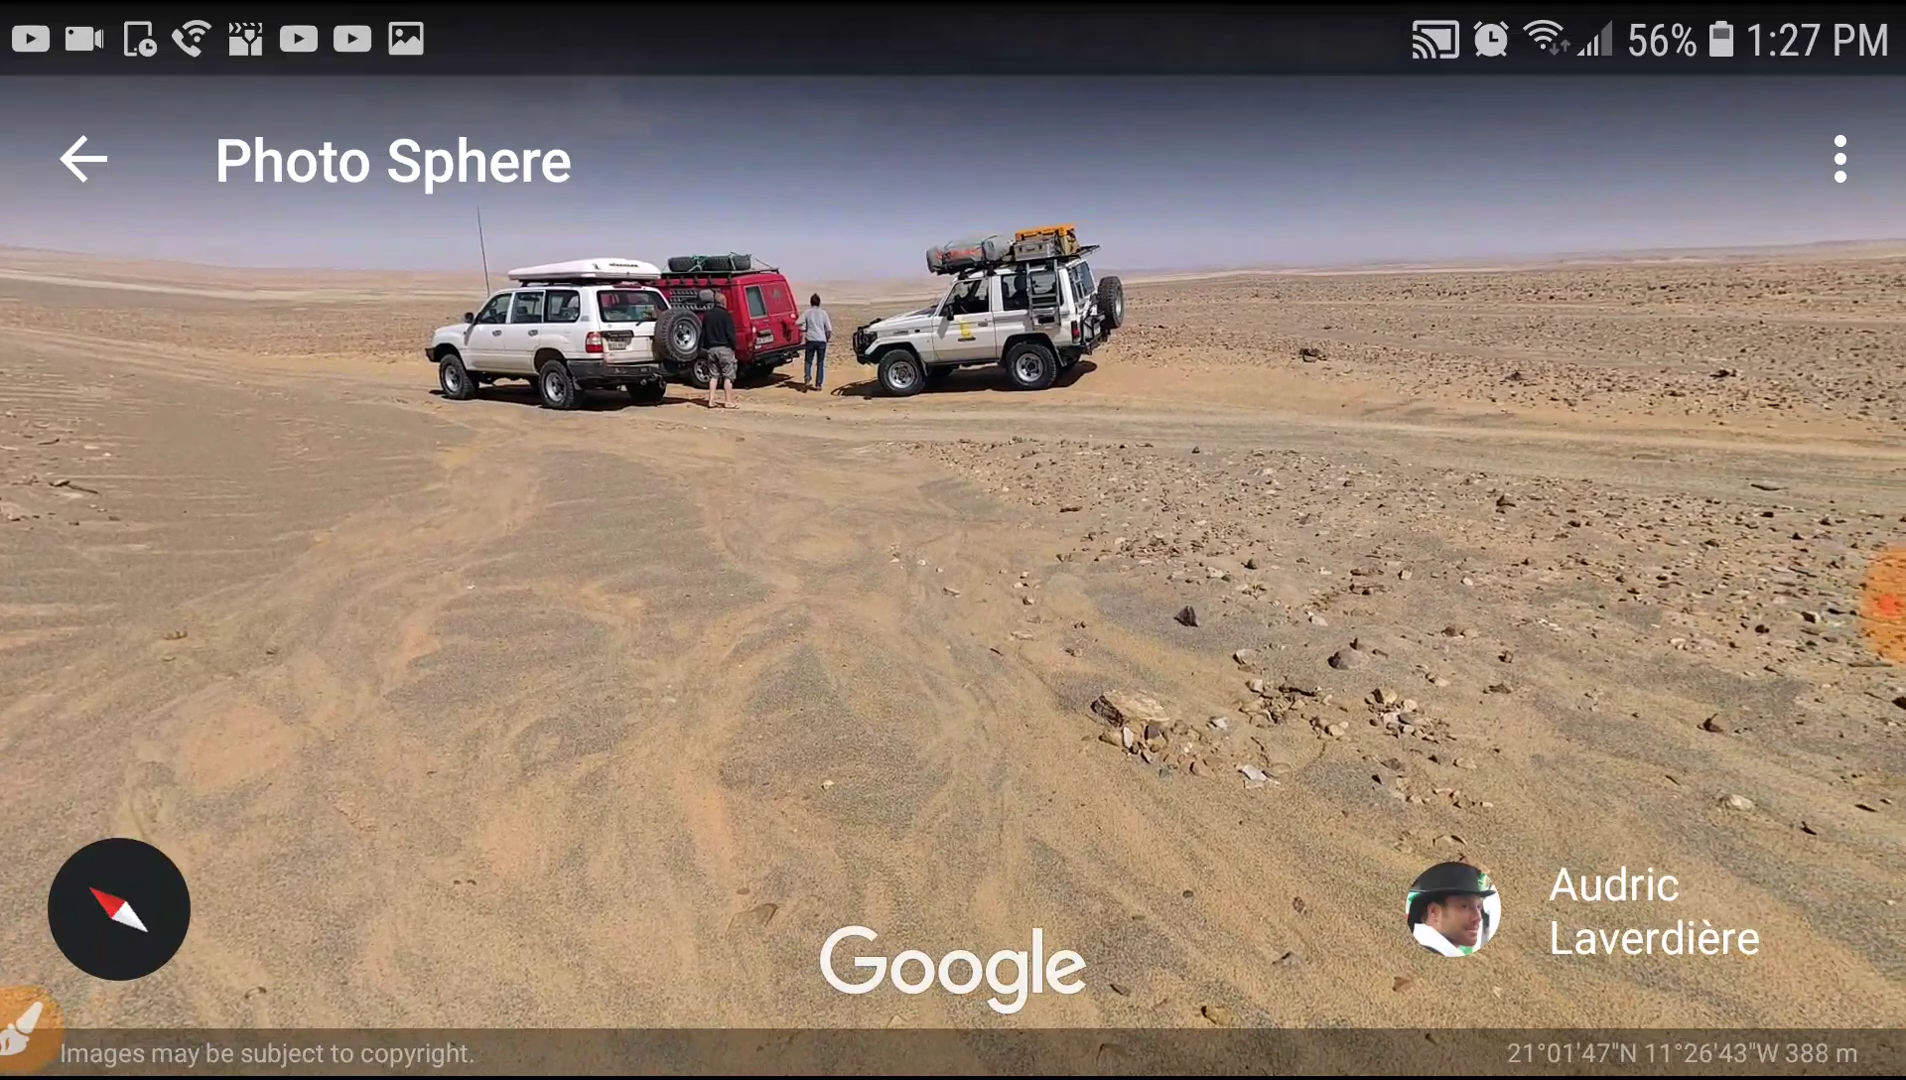 56% 1:27 PM
Photo Sphere
Audric
Laverdière
Google
Images may be subject to copyright.
21°01'47"N 11°26'43"W 388 m